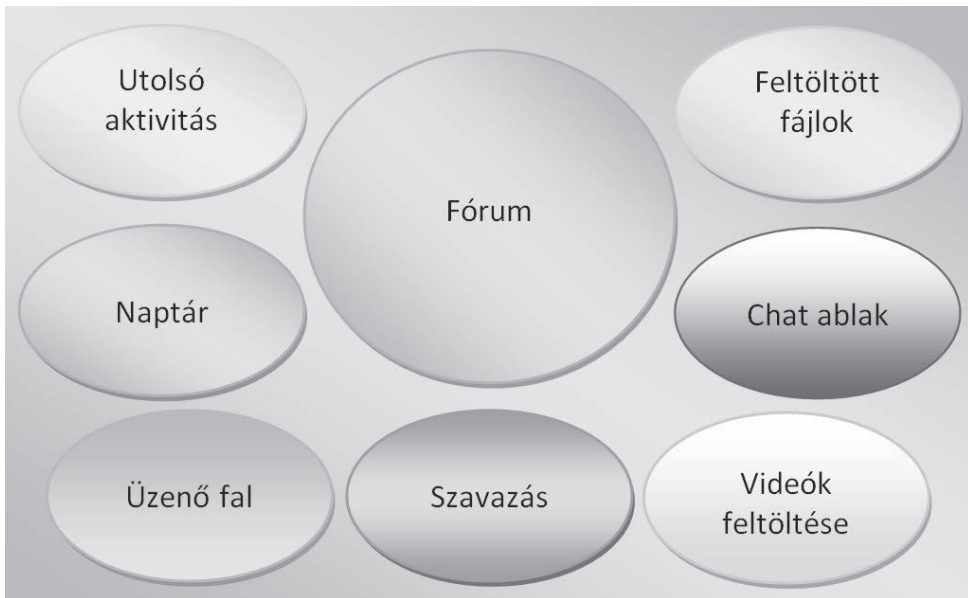 Utolsó
aktivitás
Fórum
Feltöltött
fájlok
Naptár
Chat ablak
Üzenő fal
Szavazás
Videók
feltöltése